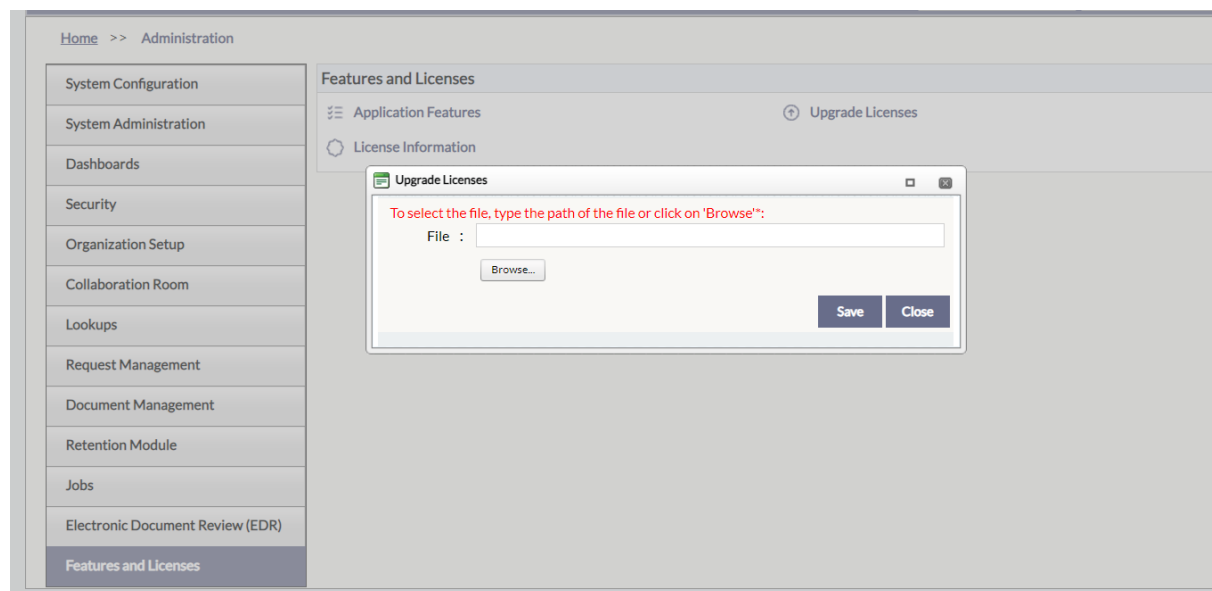 Home >> Administration
System Configuration
System Administration
Dashboards
Security
Organization Setup
Collaboration Room
Lookups
Request Management
Document Management
Retention Module
Jobs
Electronic Document Review (EDR)
Features and Licenses
Features and Licenses
Application Features
Upgrade Licenses
License Information
Upgrade Licenses
To select the file, type the path of the file or click on 'Browse'*:
File :
Browse...
Save Close